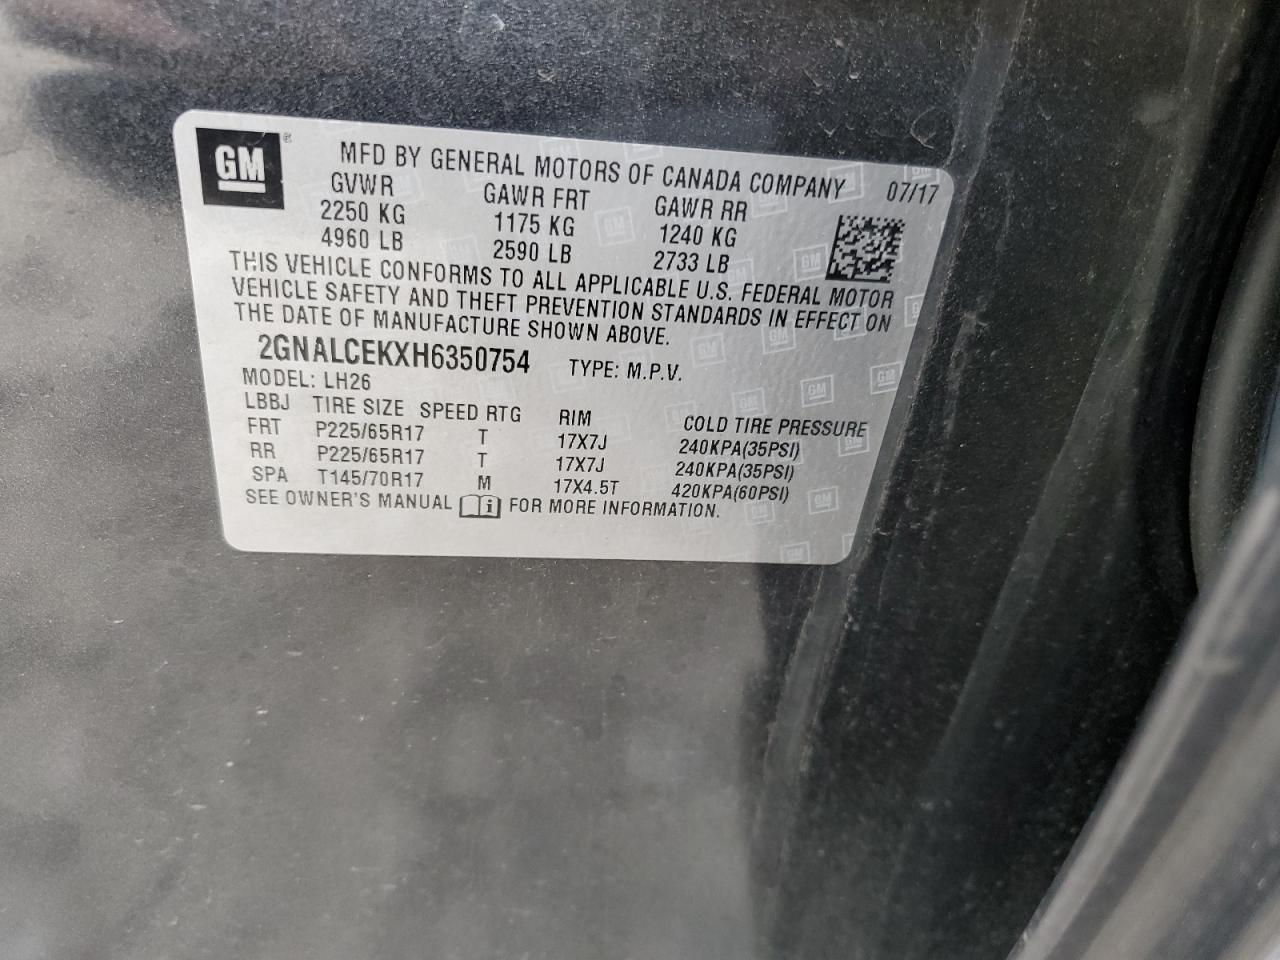 GM ® MFD BY GENERAL MOTORS OF CANADA COMPANY 07/17
GVWR GAWR FRT GAWR RR
2250 KG 1175 KG 1240 KG
4960 LB 2590 LB 2733 LB
THIS VEHICLE CONFORMS TO ALL APPLICABLE U.S. FEDERAL MOTOR
VEHICLE SAFETY AND THEFT PREVENTION STANDARDS IN EFFECT ON
THE DATE OF MANUFACTURE SHOWN ABOVE.
2GNALCEKXH6350754 TYPE: M.P.V.
MODEL: LH26
LBBJ TIRE SIZE SPEED RTG RIM COLD TIRE PRESSURE
FRT P225/65R17 T 17X7J 240KPA(35PSI)
RR P225/65R17 T 17X7J 240KPA(35PSI)
SPA T145/70R17 M 17X4.5T 420KPA(60PSI)
SEE OWNER'S MANUAL i FOR MORE INFORMATION.